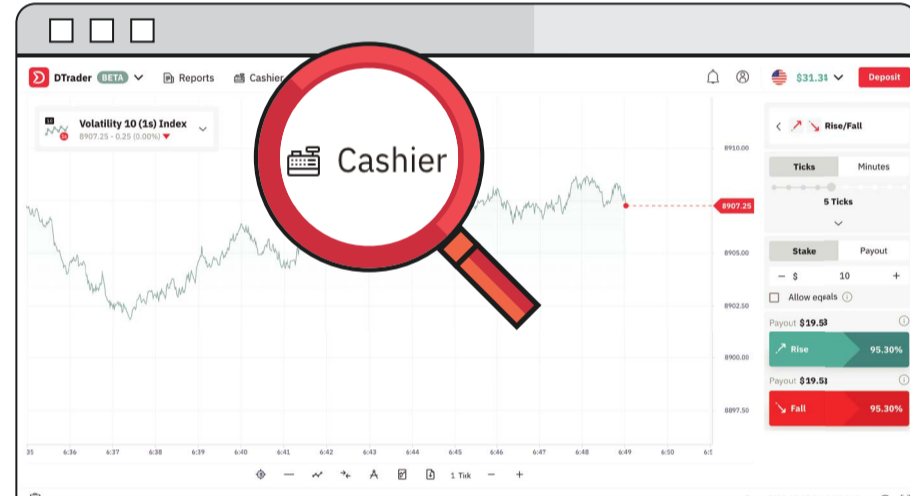 DTrader BETA Reports Cashier $31.31 Deposit
Cashier
10
Volatility 10 (1s) Index
8907.25 - 0.25 (0.00%)
Rise/Fall
Ticks Minutes
5 Ticks
Stake Payout
- $ 10 +
Allow equals
Payout $19.53
Rise 95.30%
Payout $19.53
Fall 95.30%
8910.00
8907.25
8905.00
8902.50
8900.00
8897.50
6:36 6:37 6:38 6:39 6:40 6:41 6:42 6:43 6:44 6:45 6:46 6:47 6:48 6:49 6:50
1 Tick - +